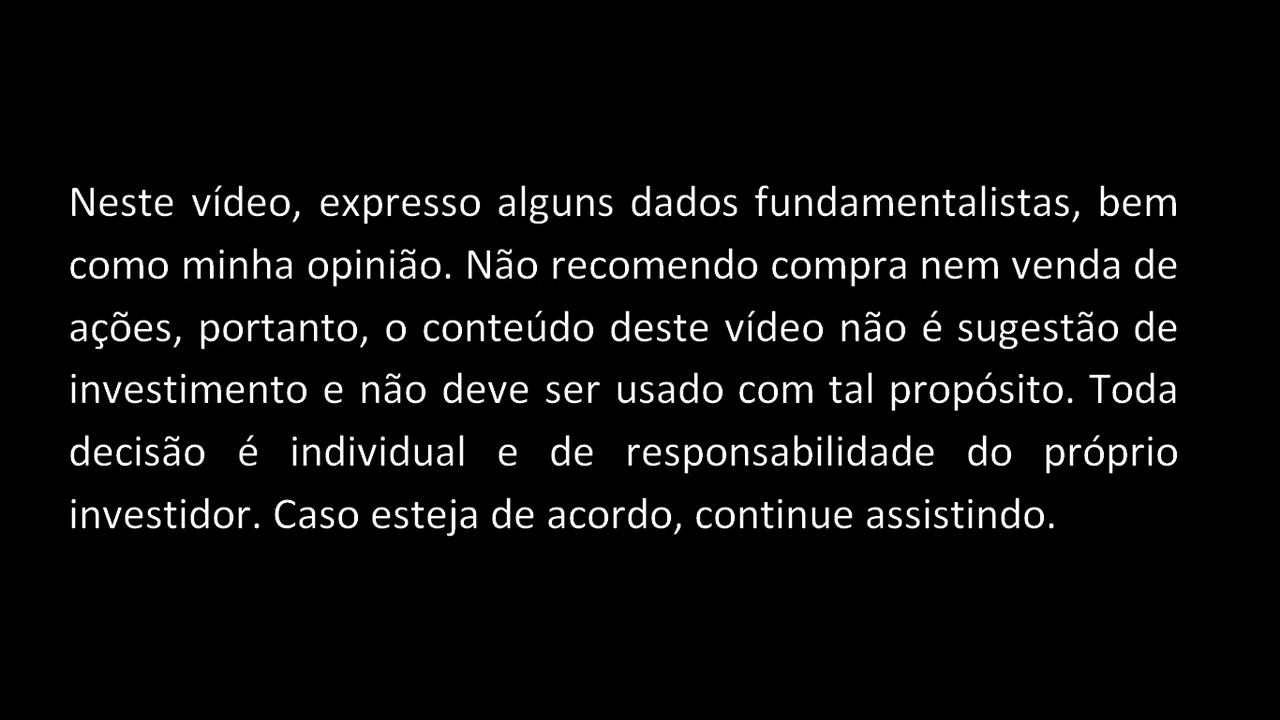 Neste vídeo, expresso alguns dados fundamentalistas, bem
como minha opinião. Não recomendo compra nem venda de
ações, portanto, o conteúdo deste vídeo não é sugestão de
investimento e não deve ser usado com tal propósito. Toda
decisão é individual e de responsabilidade do próprio
investidor. Caso esteja de acordo, continue assistindo.